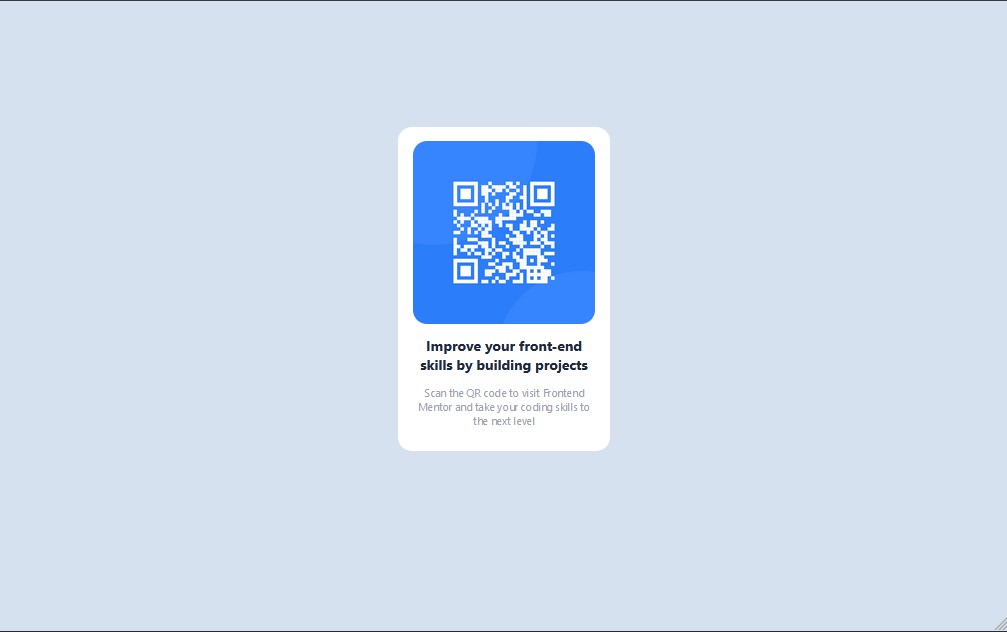 Improve your front-end
skills by building projects
Scan the QR code to visit Frontend
Mentor and take your coding skills to
the next level